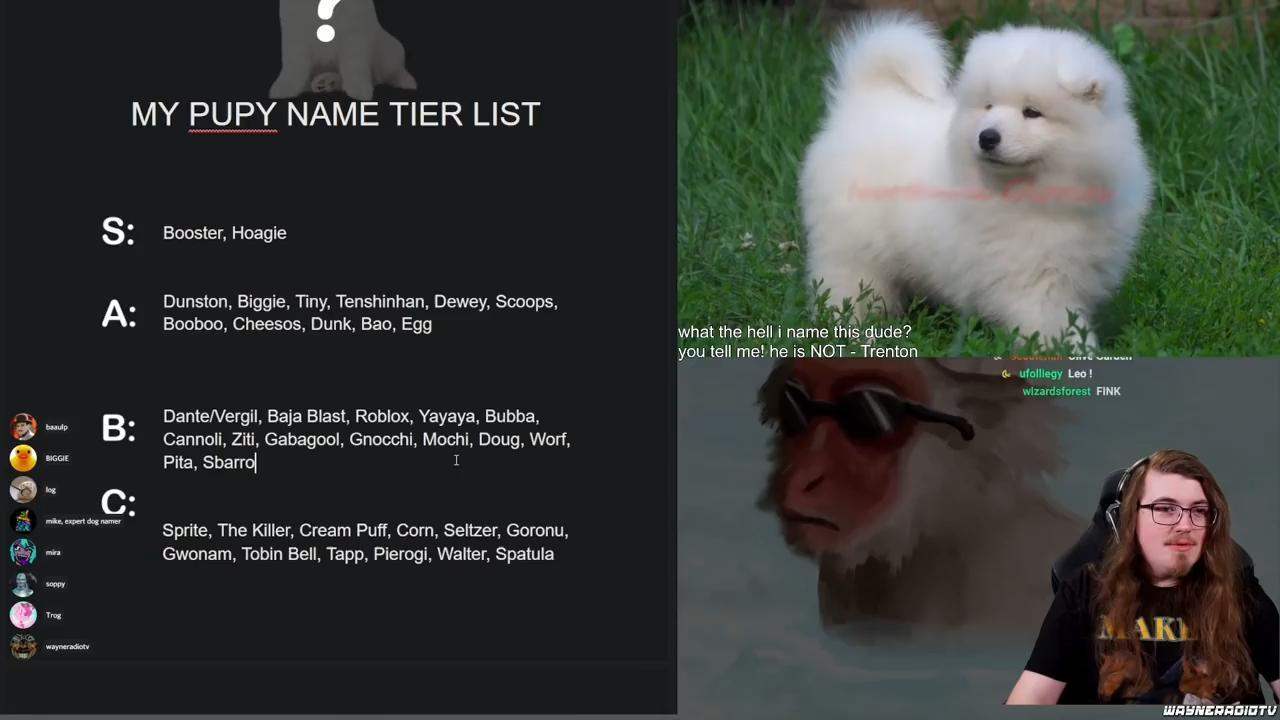 ?
MY PUPY NAME TIER LIST
S:
Booster, Hoagie
A:
Dunston, Biggie, Tiny, Tenshinhan, Dewey, Scoops,
Booboo, Cheesos, Dunk, Bao, Egg
B:
Dante/Vergil, Baja Blast, Roblox, Yayaya, Bubba,
Cannoli, Ziti, Gabagool, Gnocchi, Mochi, Doug, Worf,
Pita, Sbarro
C:
Sprite, The Killer, Cream Puff, Corn, Seltzer, Goronu,
Gwonam, Tobin Bell, Tapp, Pierogi, Walter, Spatula
baaulp
BIGGIE
log
mike, expert dog namer
mira
soppy
Trog
wayneradiotv
what the hell i name this dude?
you tell me! he is NOT - Trenton
Olive Garden
ufolliegy Leo !
wizardsforest FINK
WAYNERADIOTV